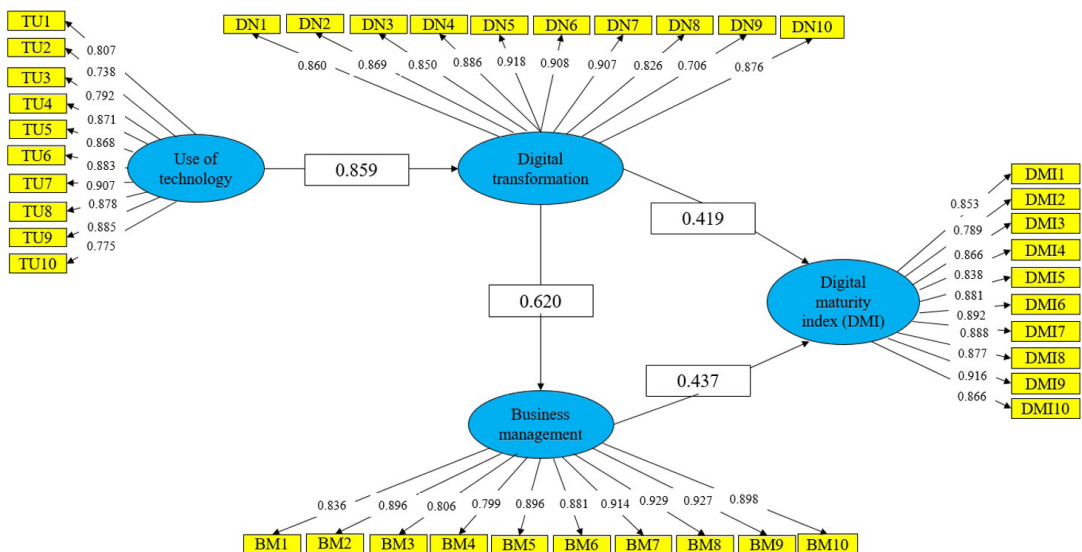 TU1
TU2
TU3
TU4
TU5
TU6
TU7
TU8
TU9
TU10
0.807
0.738
0.792
0.871
0.868
0.883
0.907
0.878
0.885
0.775
Use of
technology
0.859
DN1 DN2 DN3 DN4 DN5 DN6 DN7 DN8 DN9 DN10
0.860 0.869 0.850 0.886 0.918 0.908 0.907 0.826 0.706 0.876
Digital
transformation
0.419
0.620
0.437
Digital
maturity
index (DMI)
0.853
0.789
0.866
0.838
0.881
0.892
0.888
0.877
0.916
0.866
DMI1
DMI2
DMI3
DMI4
DMI5
DMI6
DMI7
DMI8
DMI9
DMI10
Business
management
0.836 0.896 0.806 0.799 0.896 0.881 0.914 0.929 0.927 0.898
BM1 BM2 BM3 BM4 BM5 BM6 BM7 BM8 BM9 BM10